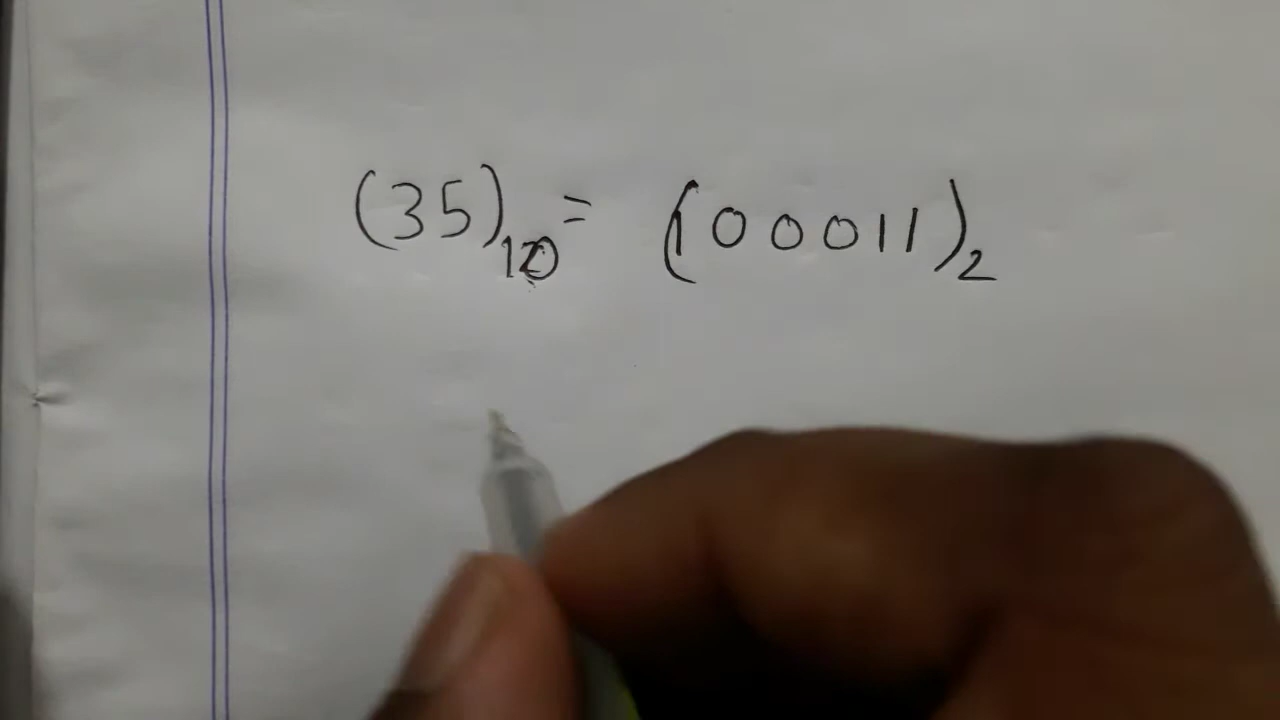 (35)10 = (100011)2